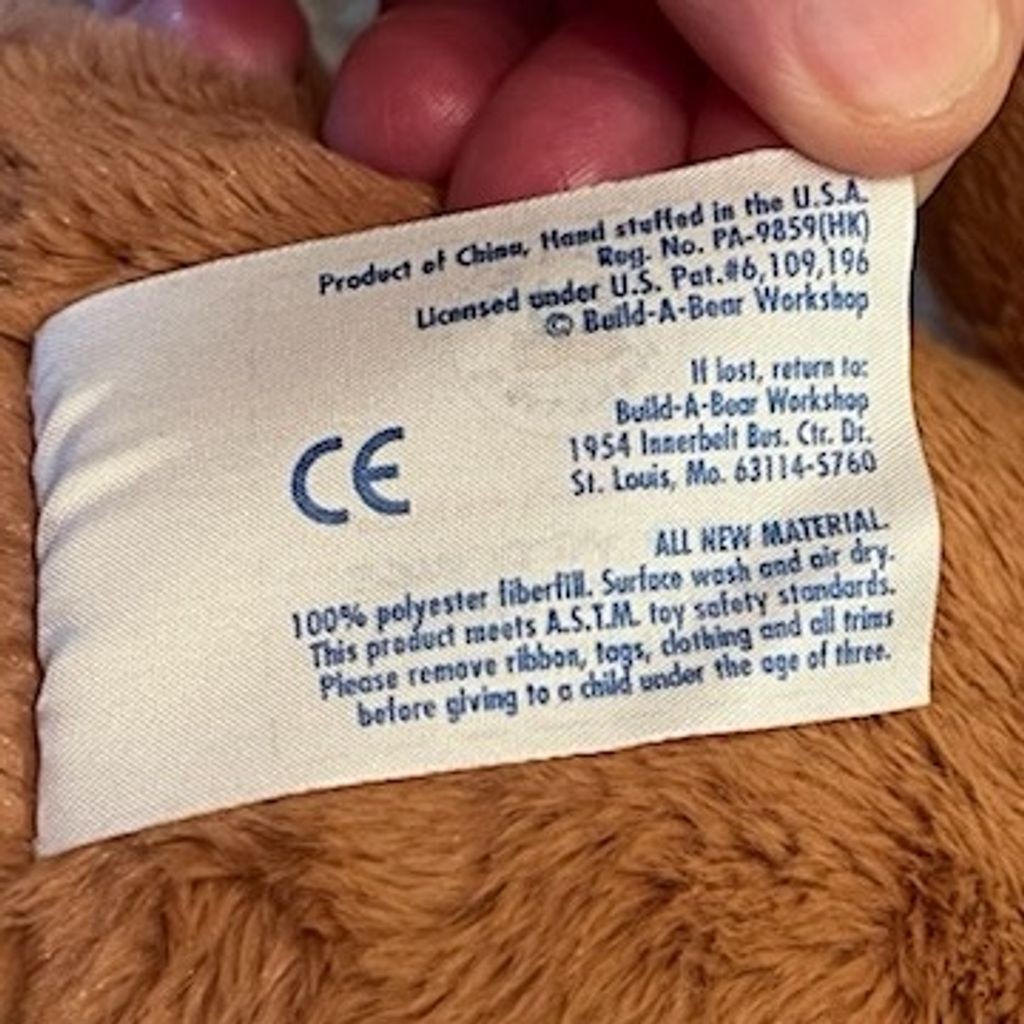 Product of China, Hand stuffed in the U.S.A.
Reg. No. PA-9859(HK)
Licensed under U.S. Pat.#6,109,196
© Build-A-Bear Workshop
If lost, return to:
Build-A-Bear Workshop
1954 Innerbelt Bus. Ctr. Dr.
St. Louis, Mo. 63114-5760
CE
ALL NEW MATERIAL.
100% polyester fiberfill. Surface wash and air dry.
This product meets A.S.T.M. toy safety standards.
Please remove ribbon, tags, clothing and all trims
before giving to a child under the age of three.